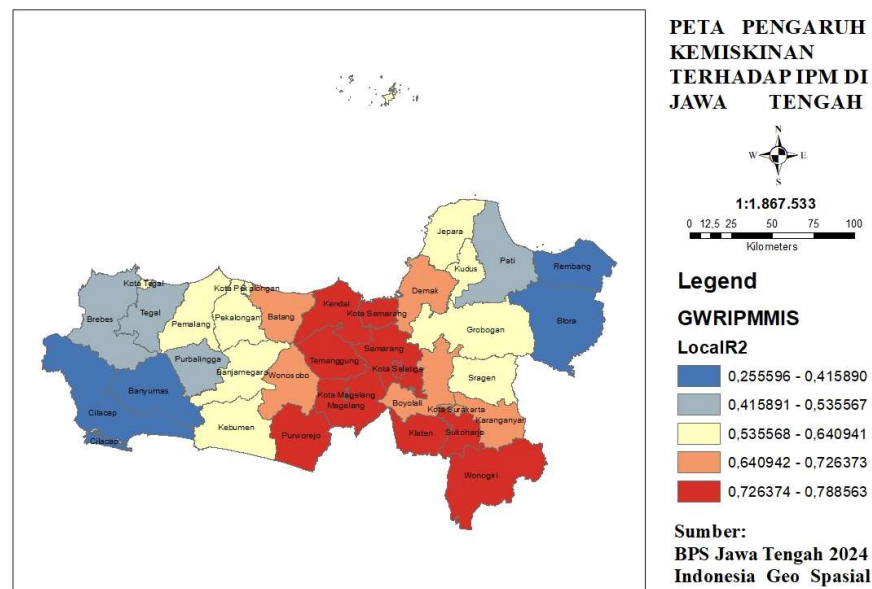 PETA PENGARUH
KEMISKINAN
TERHADAP IPM DI
JAWA TENGAH
N
W E
S
1:1.867.533
0 12,5 25 50 75 100
Kilometers
Legend
GWRIPMMIS
LocalR2
0,255596 - 0,415890
0,415891 - 0,535567
0,535568 - 0,640941
0,640942 - 0,726373
0,726374 - 0,788563
Sumber:
BPS Jawa Tengah 2024
Indonesia Geo Spasial
Jepara
Kudus
Pati
Rembang
Demak
Blora
Grobogan
Kota Tegal
Kota Pekalongan
Brebes
Tegal
Pemalang
Pekalongan
Batang
Kendal
Kota Semarang
Purbalingga
Banjarnegara
Wonosobo
Temanggung
Semarang
Kota Salatiga
Sragen
Banyumas
Cilacap
Cilacap
Kebumen
Purworejo
Kota Magelang
Magelang
Boyolali
Kota Surakarta
Karanganyar
Klaten
Sukoharjo
Wonogiri